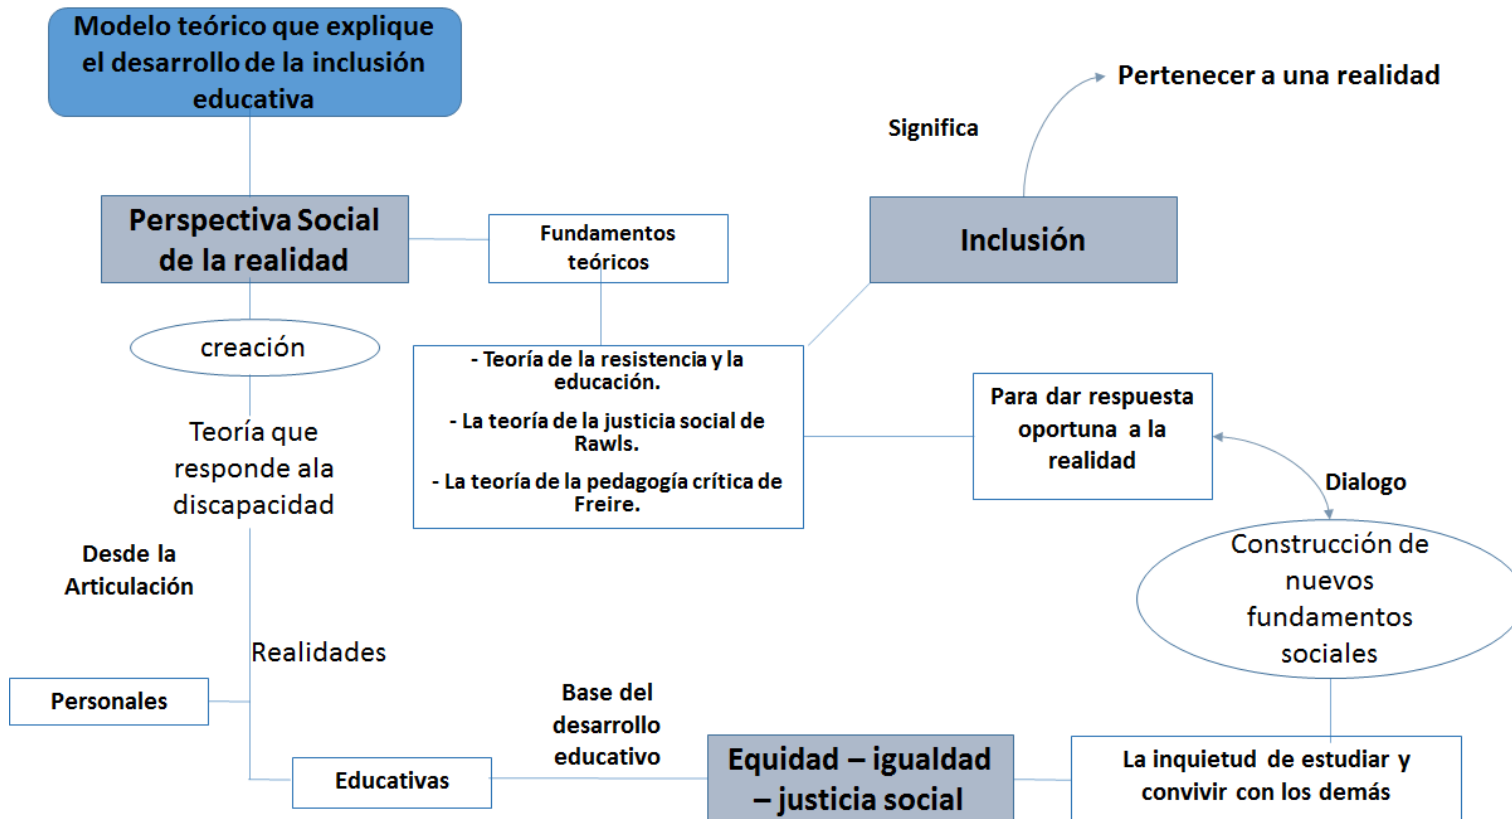 Modelo teórico que explique
el desarrollo de la inclusión
educativa
Pertenecer a una realidad
Significa
Perspectiva Social
de la realidad
Fundamentos
teóricos
Inclusión
creación
- Teoría de la resistencia y la
educación.
- La teoría de la justicia social de
Rawls.
- La teoría de la pedagogía crítica de
Freire.
Para dar respuesta
oportuna a la
realidad
Teoría que
responde ala
discapacidad
Dialogo
Desde la
Articulación
Construcción de
nuevos
fundamentos
sociales
Realidades
Personales
Base del
desarrollo
educativo
Educativas
Equidad – igualdad
– justicia social
La inquietud de estudiar y
convivir con los demás